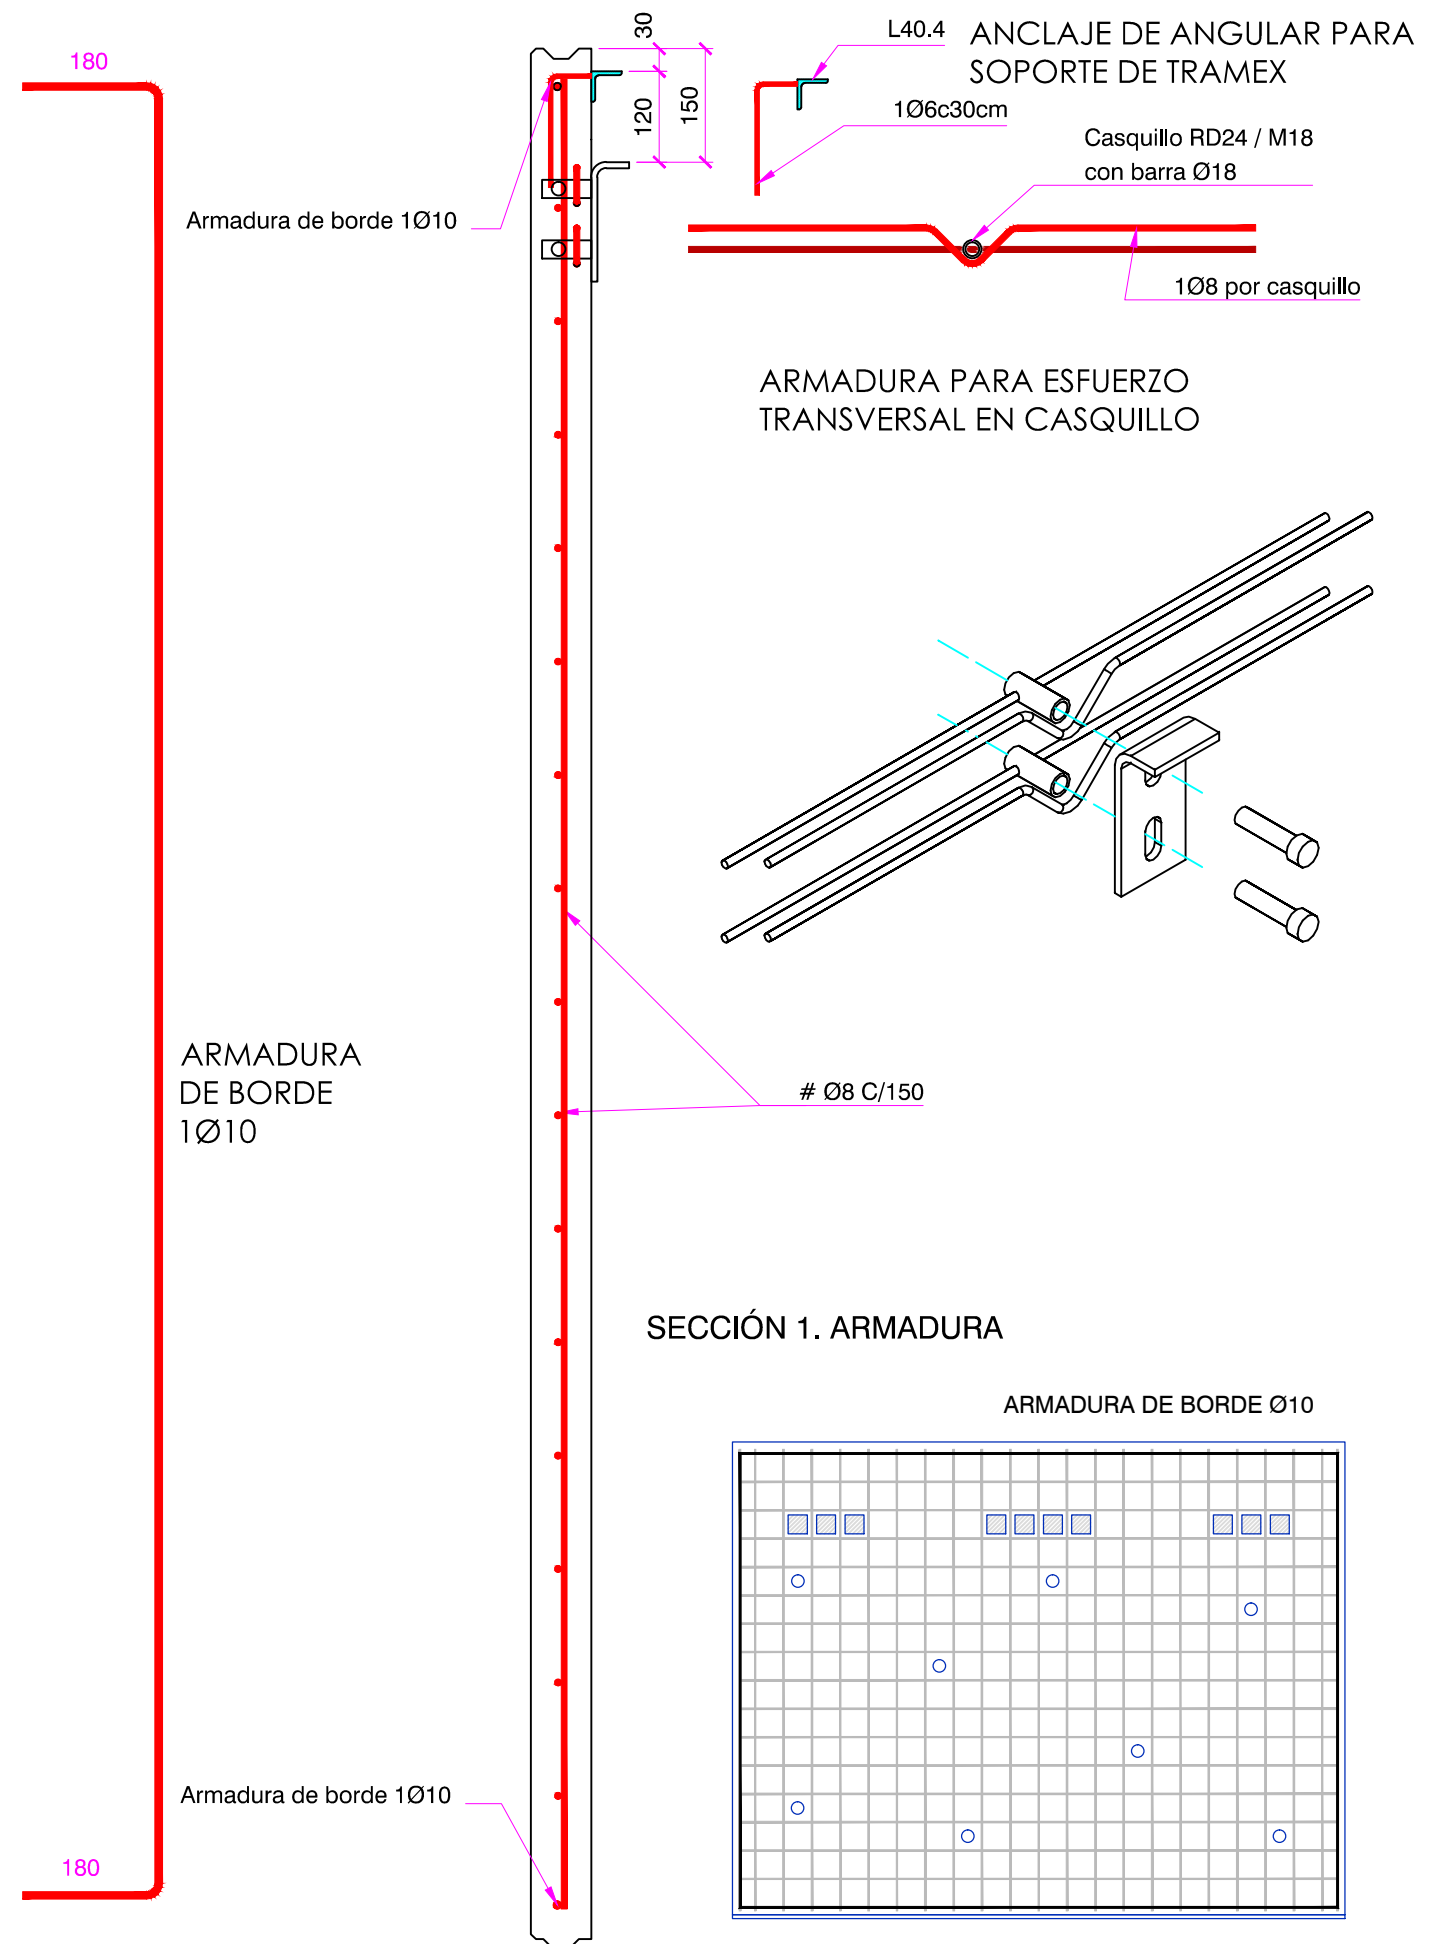 30
L40.4
ANCLAJE DE ANGULAR PARA
SOPORTE DE TRAMEX
180
120
150
1Ø6c30cm
Casquillo RD24 / M18
con barra Ø18
Armadura de borde 1Ø10
1Ø8 por casquillo
ARMADURA PARA ESFUERZO
TRANSVERSAL EN CASQUILLO
ARMADURA
DE BORDE
1Ø10
# Ø8 C/150
SECCIÓN 1. ARMADURA
ARMADURA DE BORDE Ø10
Armadura de borde 1Ø10
180